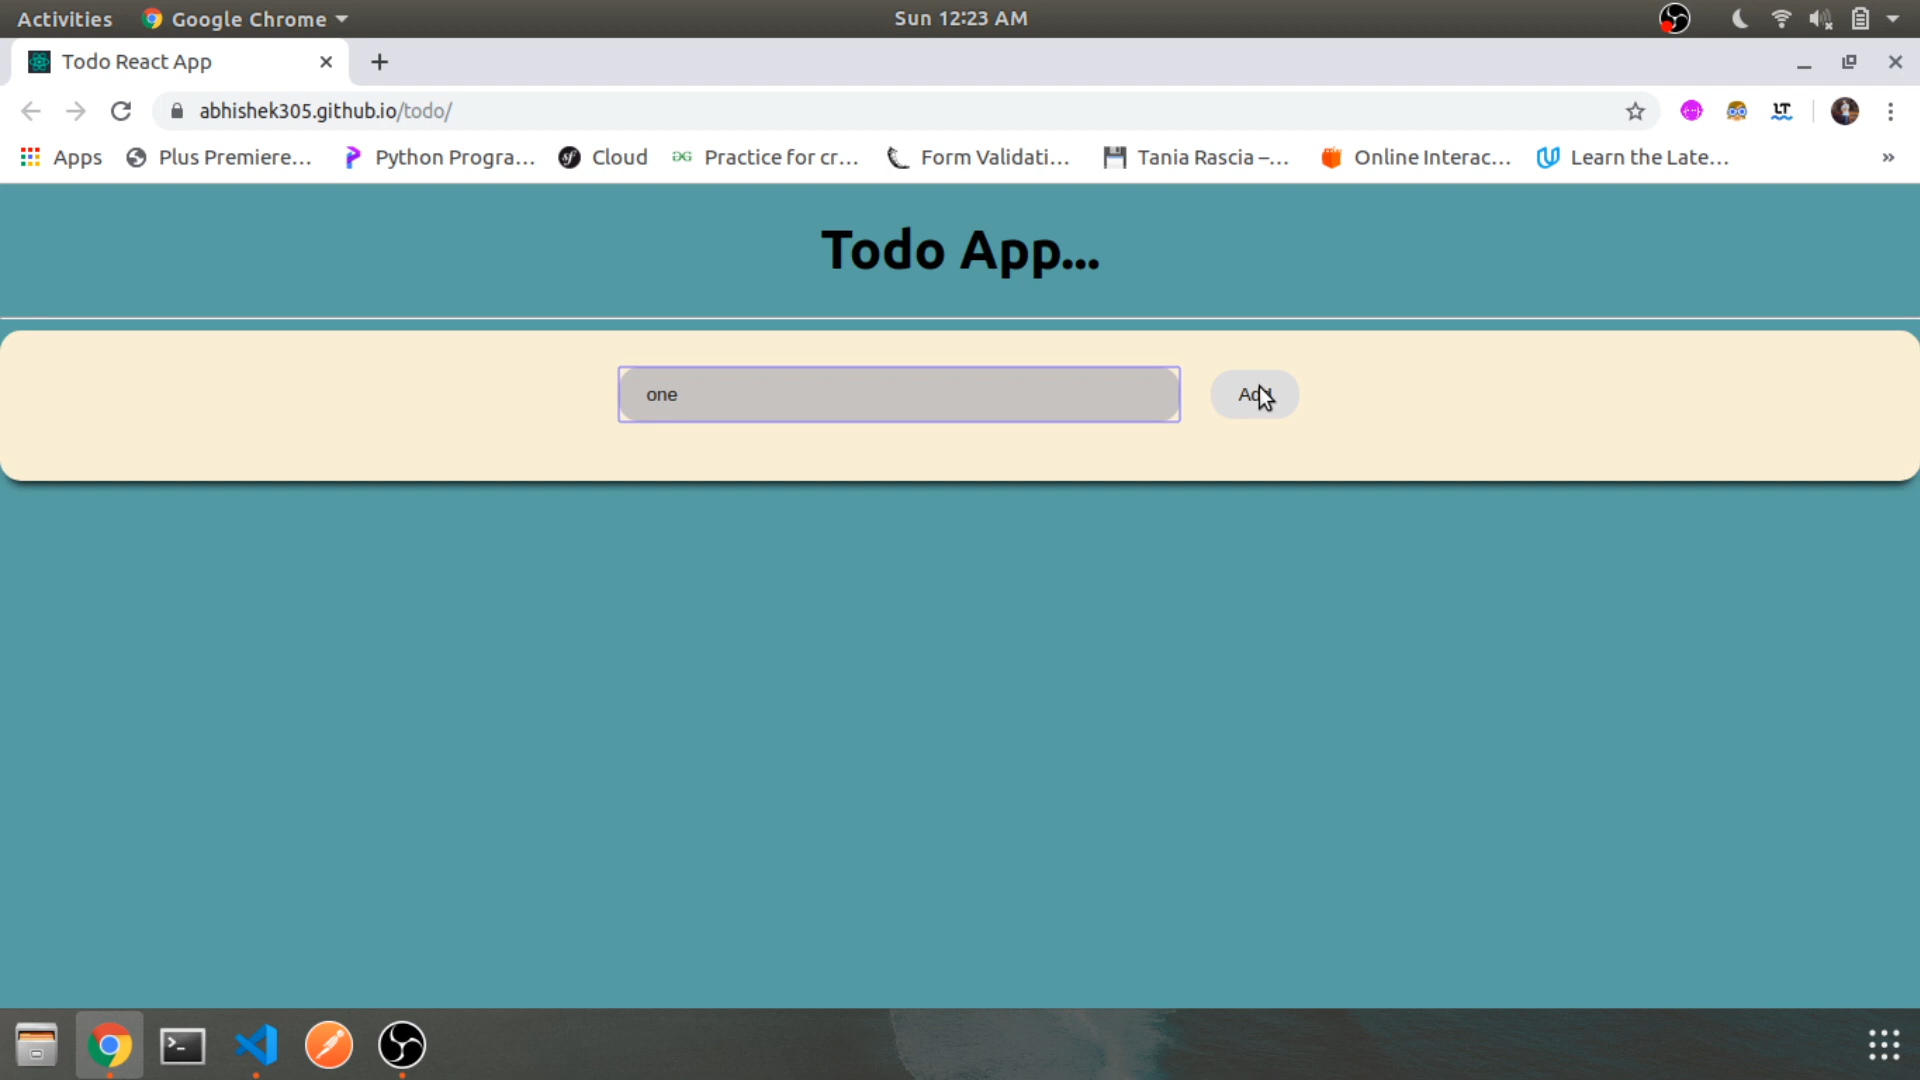 Activities Google Chrome Sun 12:23 AM
Todo React App
abhishek305.github.io/todo/
Apps Plus Premiere... Python Progra... Cloud Practice for cr... Form Validati... Tania Rascia –... Online Interac... Learn the Late... »
Todo App...
one